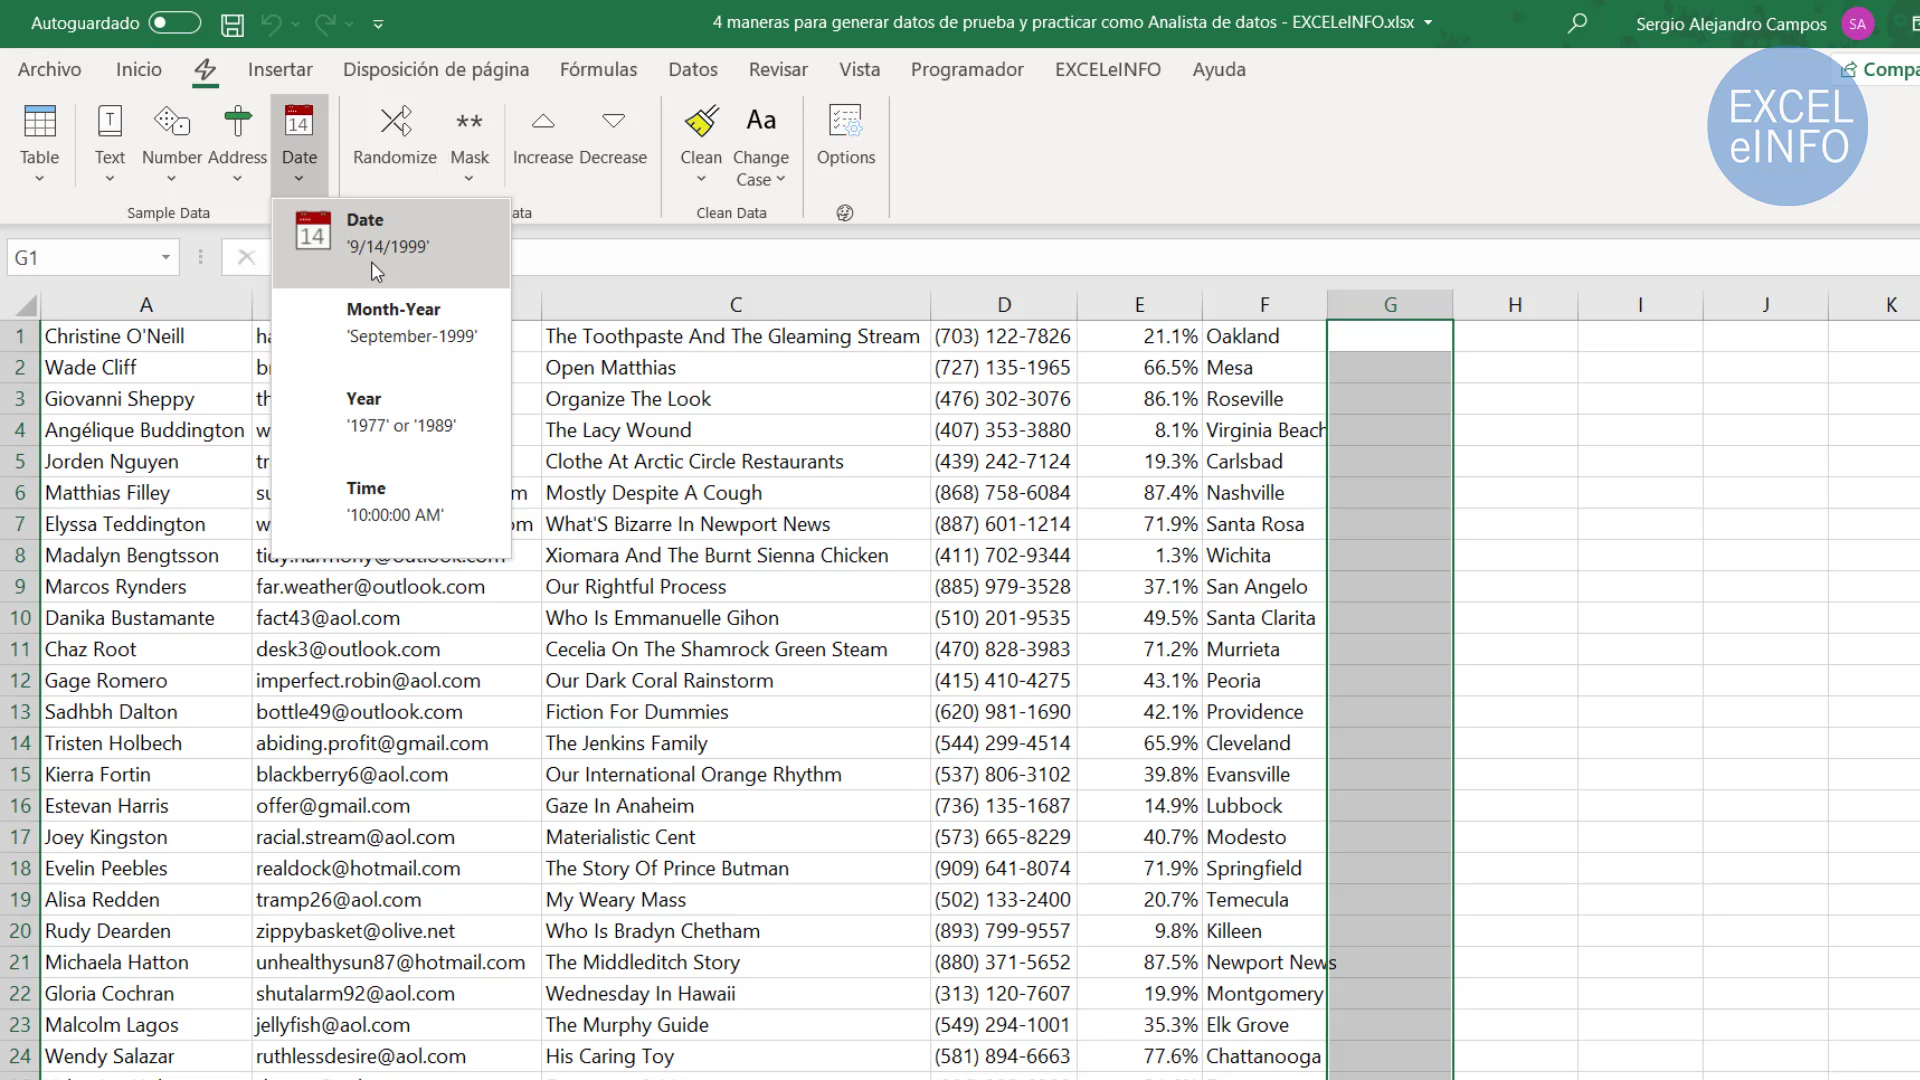 Autoguardado
4 maneras para generar datos de prueba y practicar como Analista de datos - EXCELeINFO.xlsx
Sergio Alejandro Campos SA
Archivo Inicio Insertar Disposición de página Fórmulas Datos Revisar Vista Programador EXCELeINFO Ayuda Compa
EXCEL
eINFO
T 14 ** Aa
Table Text Number Address Date Randomize Mask Increase Decrease Clean Change Case Options
Sample Data ata Clean Data
14 Date
'9/14/1999'
Month-Year
'September-1999'
Year
'1977' or '1989'
Time
'10:00:00 AM'
G1
A C D E F G H I J K
1 Christine O'Neill ha The Toothpaste And The Gleaming Stream (703) 122-7826 21.1% Oakland
2 Wade Cliff br Open Matthias (727) 135-1965 66.5% Mesa
3 Giovanni Sheppy th Organize The Look (476) 302-3076 86.1% Roseville
4 Angélique Buddington w The Lacy Wound (407) 353-3880 8.1% Virginia Beach
5 Jorden Nguyen tr Clothe At Arctic Circle Restaurants (439) 242-7124 19.3% Carlsbad
6 Matthias Filley su m Mostly Despite A Cough (868) 758-6084 87.4% Nashville
7 Elyssa Teddington w om What'S Bizarre In Newport News (887) 601-1214 71.9% Santa Rosa
8 Madalyn Bengtsson tidy.harmony@outlook.com Xiomara And The Burnt Sienna Chicken (411) 702-9344 1.3% Wichita
9 Marcos Rynders far.weather@outlook.com Our Rightful Process (885) 979-3528 37.1% San Angelo
10 Danika Bustamante fact43@aol.com Who Is Emmanuelle Gihon (510) 201-9535 49.5% Santa Clarita
11 Chaz Root desk3@outlook.com Cecelia On The Shamrock Green Steam (470) 828-3983 71.2% Murrieta
12 Gage Romero imperfect.robin@aol.com Our Dark Coral Rainstorm (415) 410-4275 43.1% Peoria
13 Sadhbh Dalton bottle49@outlook.com Fiction For Dummies (620) 981-1690 42.1% Providence
14 Tristen Holbech abiding.profit@gmail.com The Jenkins Family (544) 299-4514 65.9% Cleveland
15 Kierra Fortin blackberry6@aol.com Our International Orange Rhythm (537) 806-3102 39.8% Evansville
16 Estevan Harris offer@gmail.com Gaze In Anaheim (736) 135-1687 14.9% Lubbock
17 Joey Kingston racial.stream@aol.com Materialistic Cent (573) 665-8229 40.7% Modesto
18 Evelin Peebles realdock@hotmail.com The Story Of Prince Butman (909) 641-8074 71.9% Springfield
19 Alisa Redden tramp26@aol.com My Weary Mass (502) 133-2400 20.7% Temecula
20 Rudy Dearden zippybasket@olive.net Who Is Bradyn Chetham (893) 799-9557 9.8% Killeen
21 Michaela Hatton unhealthysun87@hotmail.com The Middleditch Story (880) 371-5652 87.5% Newport News
22 Gloria Cochran shutalarm92@aol.com Wednesday In Hawaii (313) 120-7607 19.9% Montgomery
23 Malcolm Lagos jellyfish@aol.com The Murphy Guide (549) 294-1001 35.3% Elk Grove
24 Wendy Salazar ruthlessdesire@aol.com His Caring Toy (581) 894-6663 77.6% Chattanooga